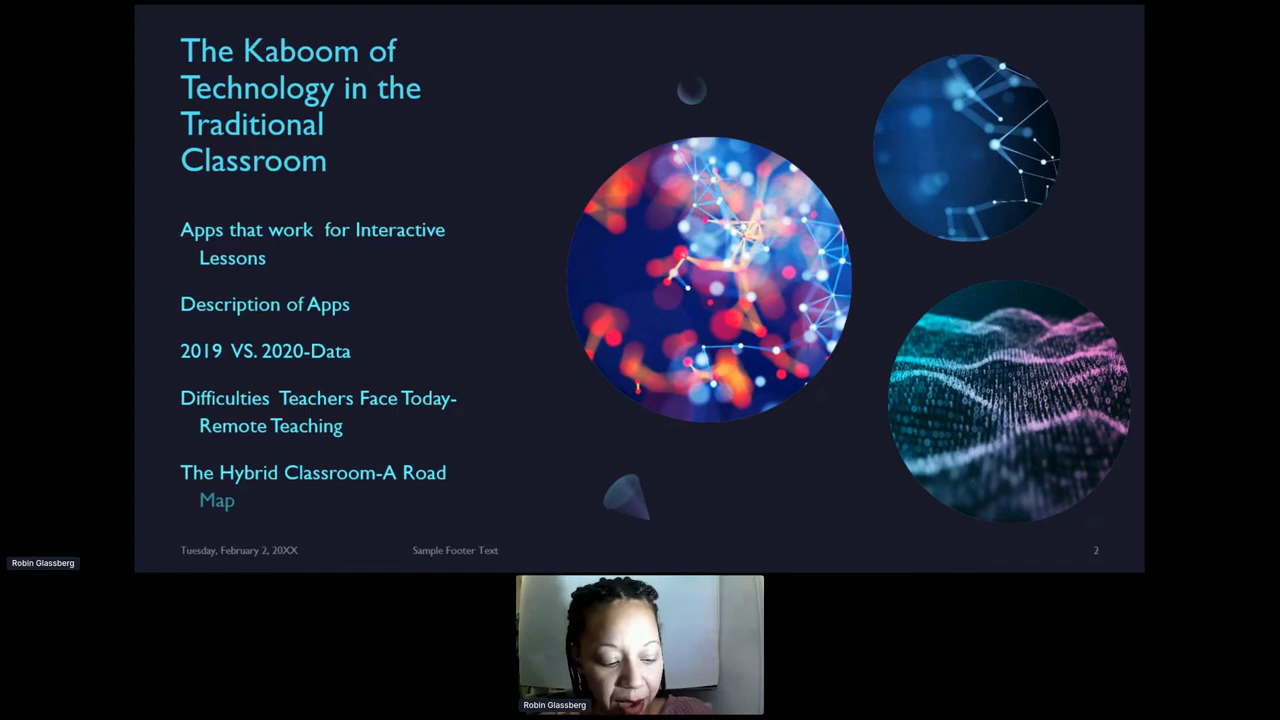 The Kaboom of
Technology in the
Traditional
Classroom
Apps that work  for Interactive
Lessons
Description of Apps
2019  VS. 2020-Data
Difficulties  Teachers Face Today-
Remote Teaching
The Hybrid Classroom-A Road
Map
Tuesday, February 2, 20XX
Sample Footer Text
2
Robin Glassberg
Robin Glassberg